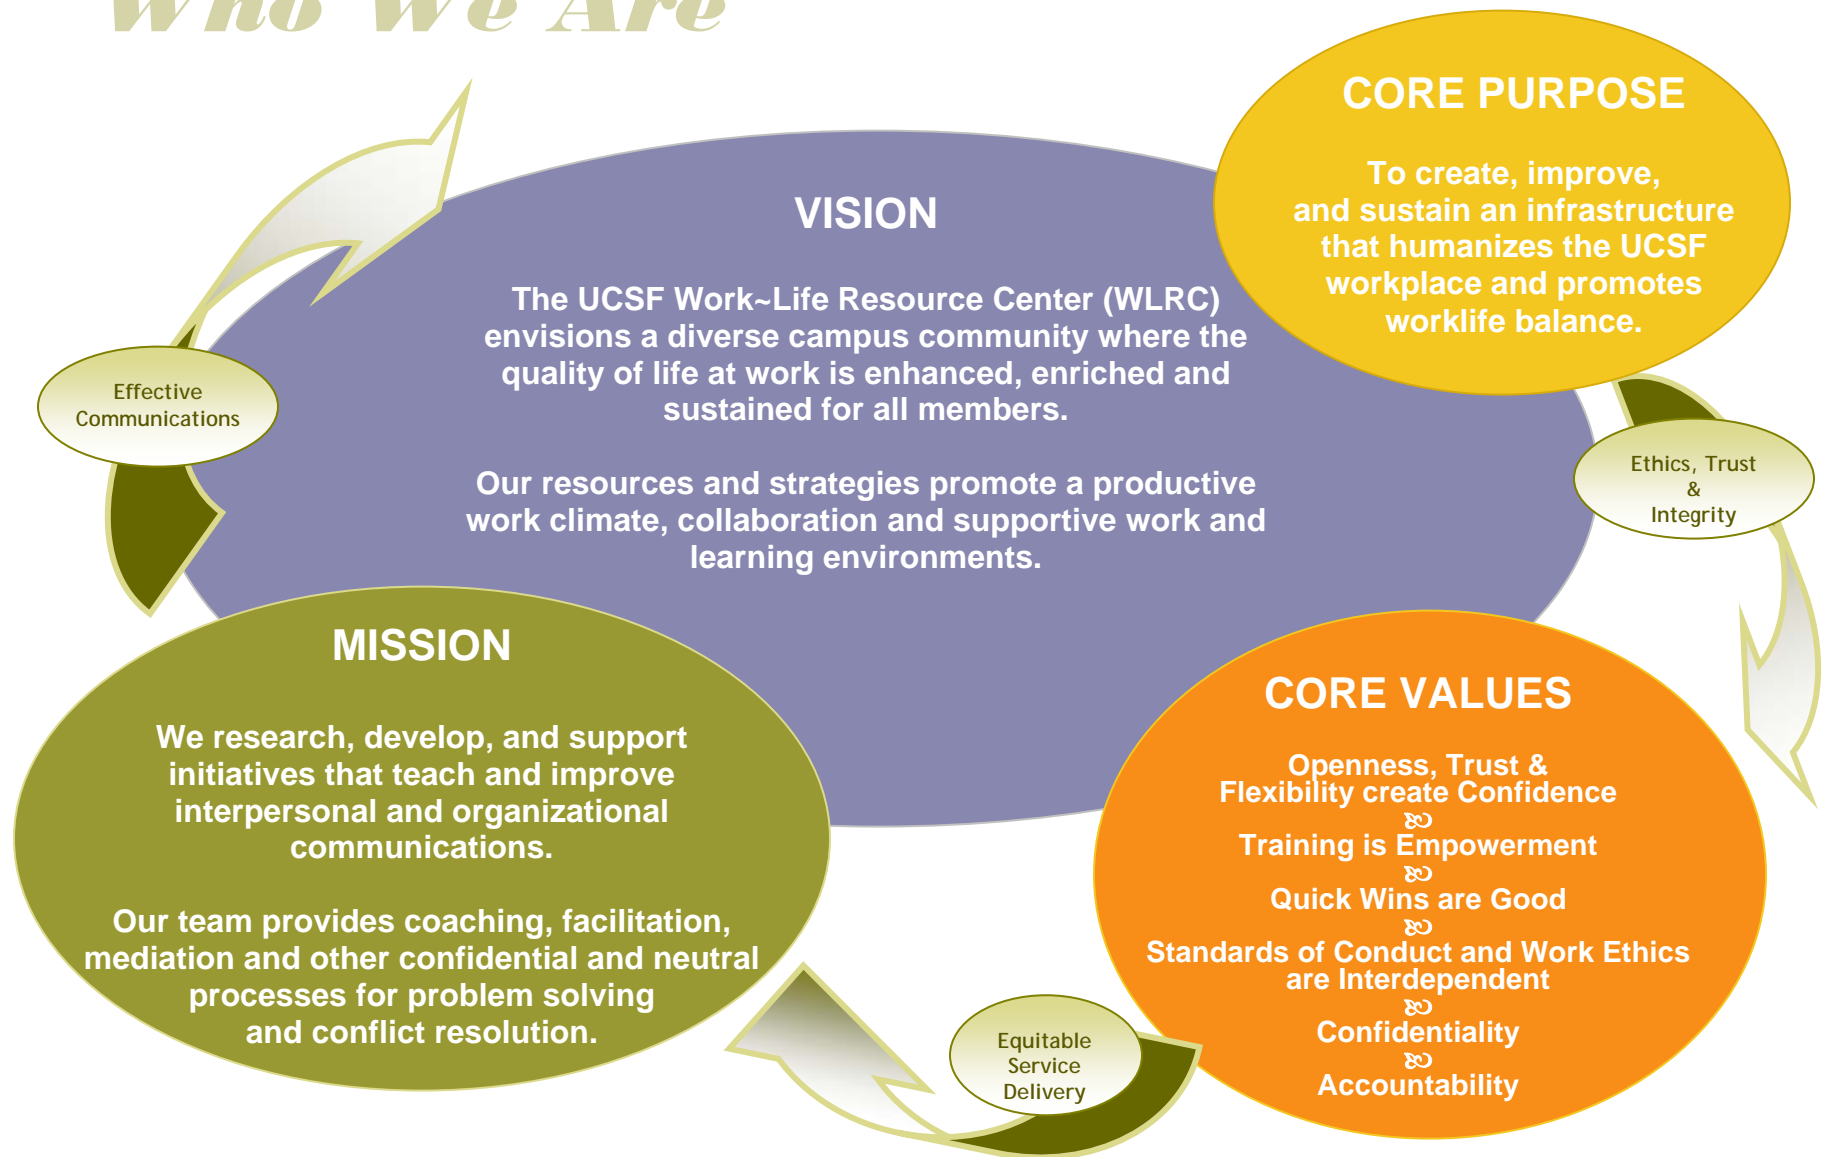 Who We Are
CORE PURPOSE
To create, improve,
and sustain an infrastructure
that humanizes the UCSF
workplace and promotes
worklife balance.
VISION
The UCSF Work~Life Resource Center (WLRC)
envisions a diverse campus community where the
quality of life at work is enhanced, enriched and
sustained for all members.
Our resources and strategies promote a productive
work climate, collaboration and supportive work and
learning environments.
Effective
Communications
Ethics, Trust
&
Integrity
MISSION
We research, develop, and support
initiatives that teach and improve
interpersonal and organizational
communications.
Our team provides coaching, facilitation,
mediation and other confidential and neutral
processes for problem solving
and conflict resolution.
CORE VALUES
Openness, Trust &
Flexibility create Confidence
Training is Empowerment
Quick Wins are Good
Standards of Conduct and Work Ethics
are Interdependent
Confidentiality
Accountability
Equitable
Service
Delivery